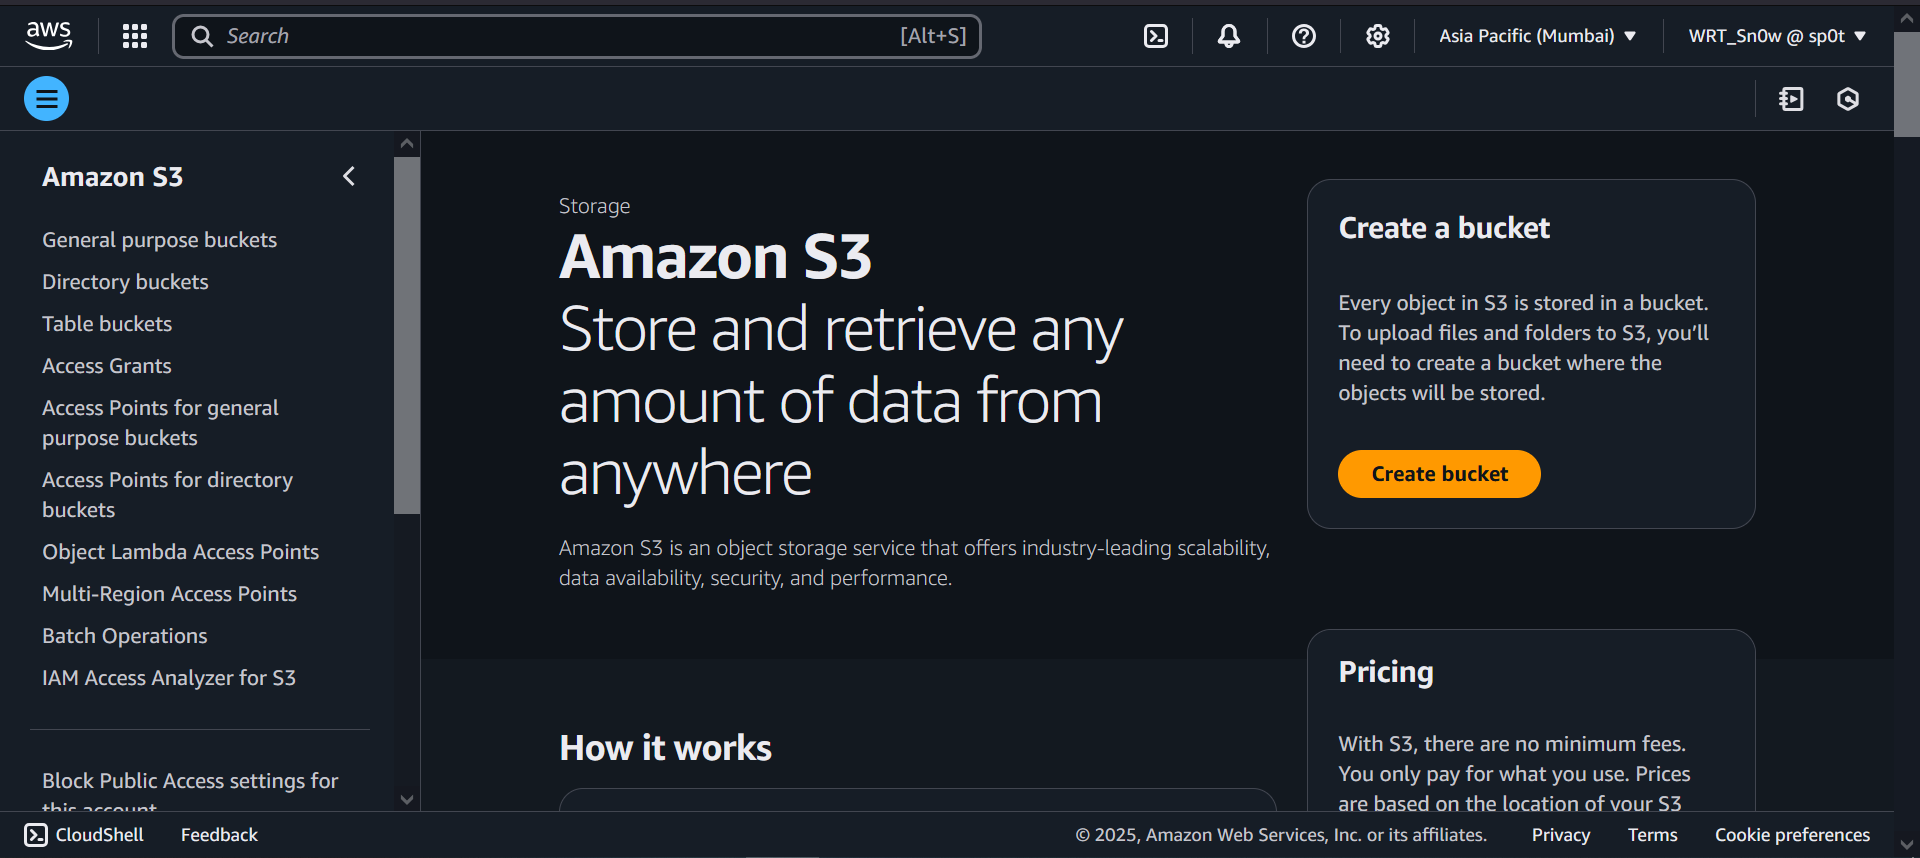 aws
Search
[Alt+S]
Asia Pacific (Mumbai)
WRT_Sn0w @ sp0t
Amazon S3
General purpose buckets
Directory buckets
Table buckets
Access Grants
Access Points for general
purpose buckets
Access Points for directory
buckets
Object Lambda Access Points
Multi-Region Access Points
Batch Operations
IAM Access Analyzer for S3
Block Public Access settings for
this account
Storage
Amazon S3
Store and retrieve any
amount of data from
anywhere
Amazon S3 is an object storage service that offers industry-leading scalability,
data availability, security, and performance.
How it works
Create a bucket
Every object in S3 is stored in a bucket.
To upload files and folders to S3, you'll
need to create a bucket where the
objects will be stored.
Create bucket
Pricing
With S3, there are no minimum fees.
You only pay for what you use. Prices
are based on the location of your S3
CloudShell
Feedback
© 2025, Amazon Web Services, Inc. or its affiliates.
Privacy
Terms
Cookie preferences